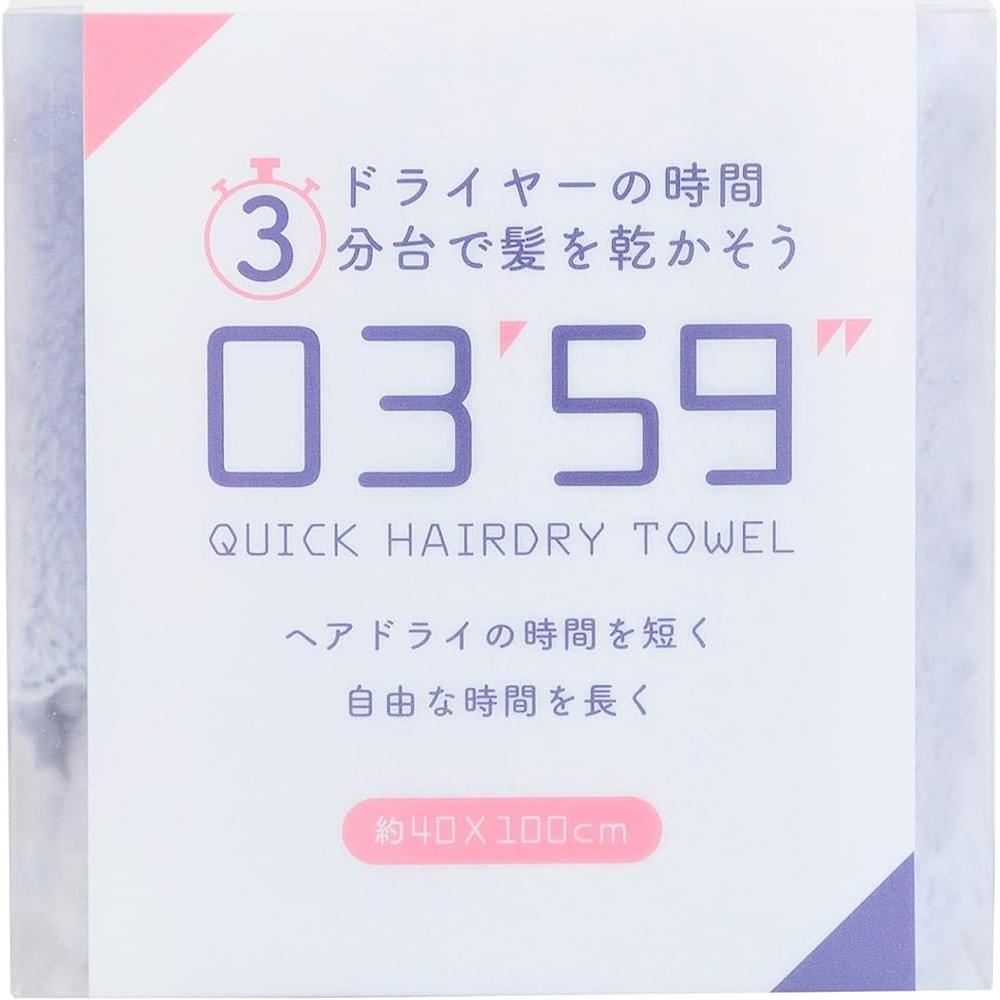 ドライヤーの時間
3分台で髪を乾かそう
03'59"
QUICK HAIRDRY TOWEL
ヘアドライの時間を短く
自由な時間を長く
約40X100cm